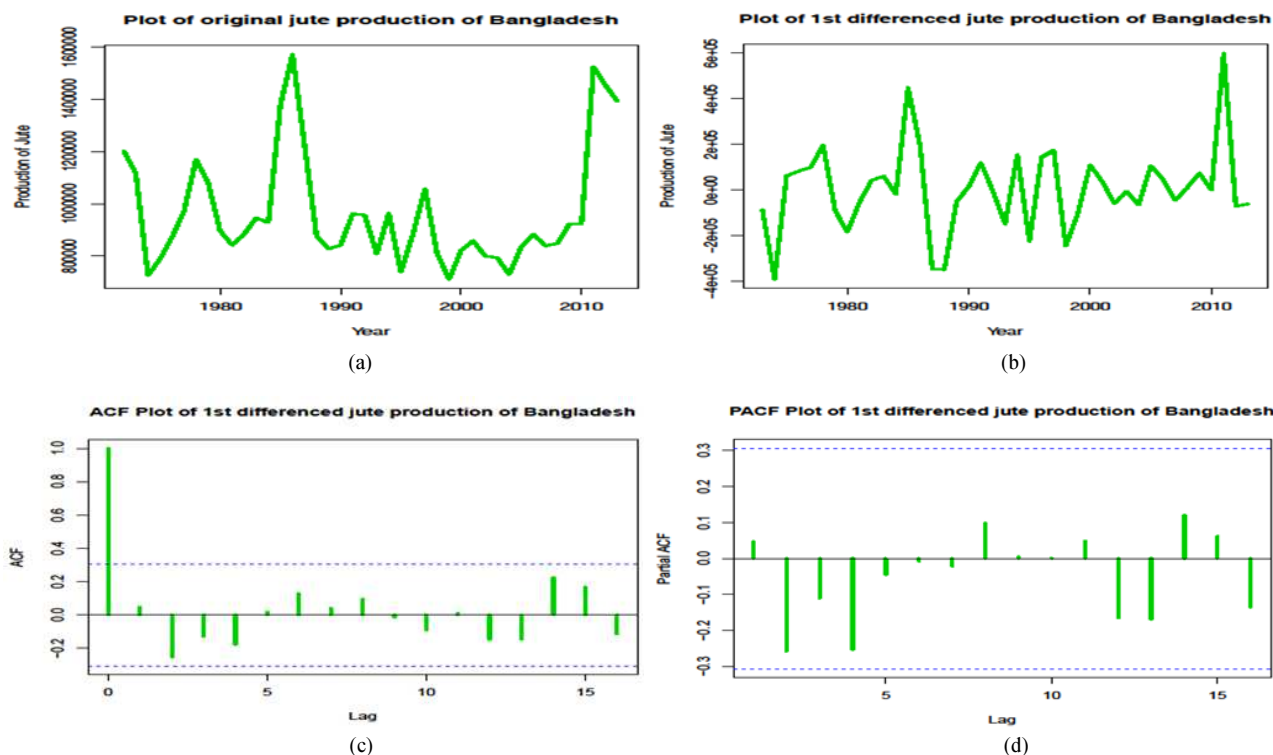 Plot of original jute production of Bangladesh
Production of Jute
160000
140000
120000
100000
80000
1980
1990
2000
2010
Year
(a)
Plot of 1st differenced jute production of Bangladesh
Production of Jute
6e+05
4e+05
2e+05
0e+00
−2e+05
−4e+05
1980
1990
2000
2010
Year
(b)
ACF Plot of 1st differenced jute production of Bangladesh
ACF
1.0
0.8
0.6
0.4
0.2
0.0
−0.2
0
5
10
15
Lag
(c)
PACF Plot of 1st differenced jute production of Bangladesh
Partial ACF
0.3
0.2
0.1
0.0
−0.1
−0.2
−0.3
5
10
15
Lag
(d)